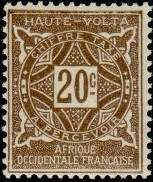 HAUTE-VOLTA
CHIFFRE TAXE
20c
A PERCEVOIR
AFRIQUE
OCCIDENTALE FRANÇAISE